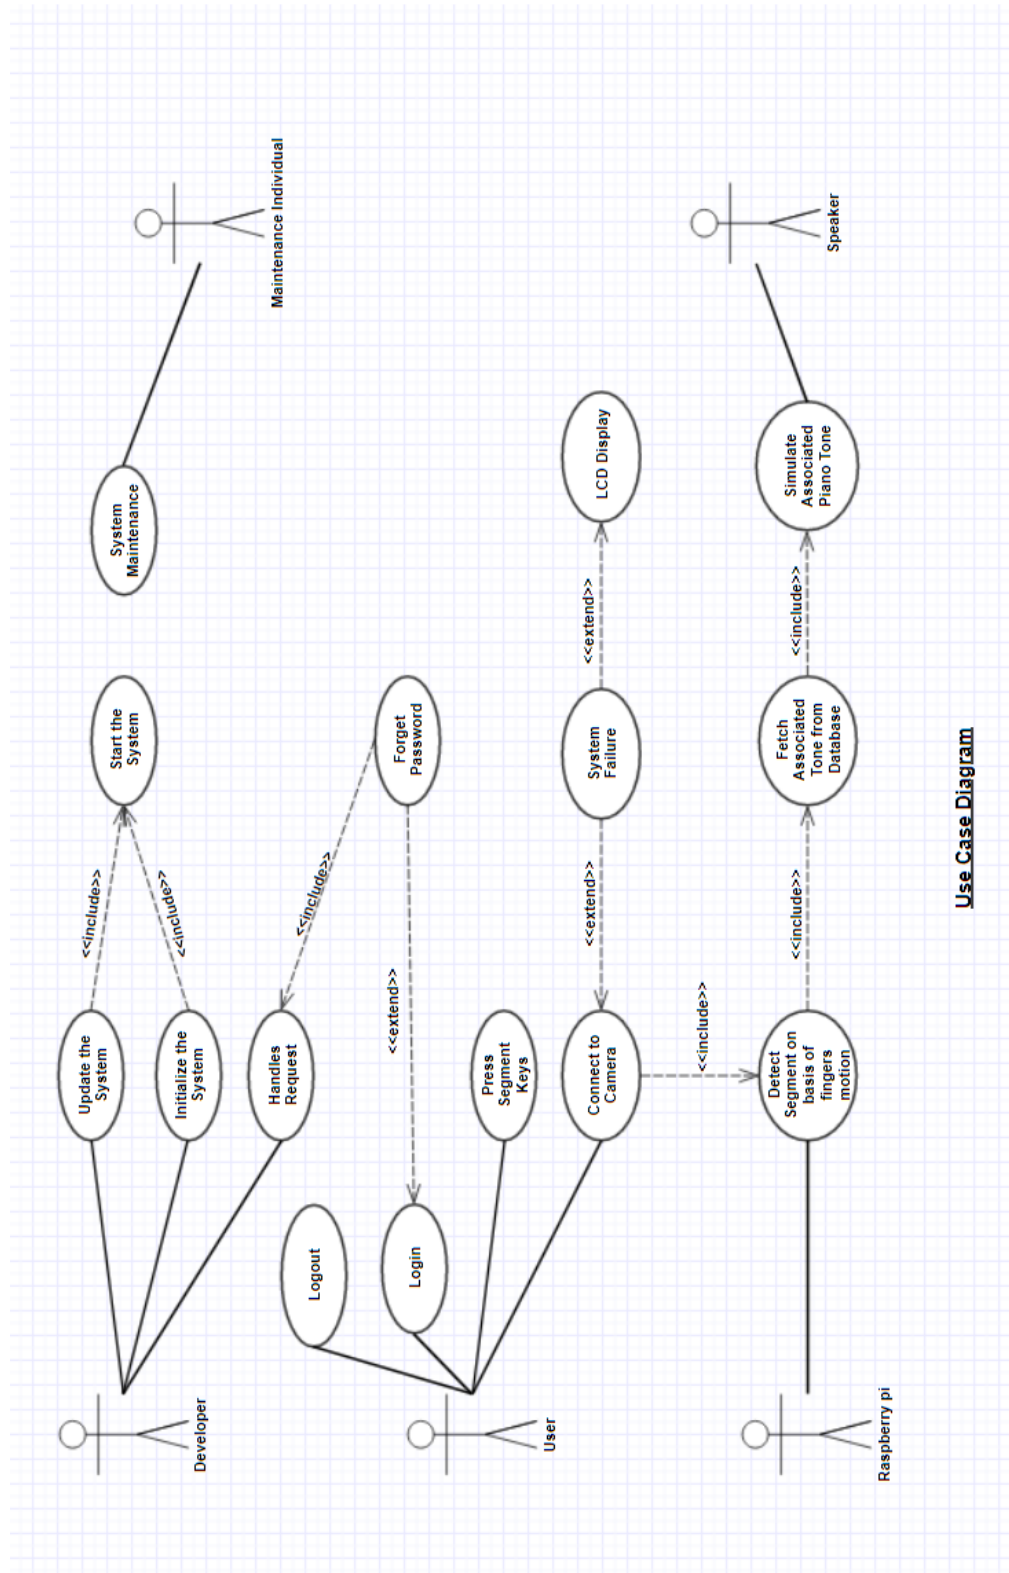 Update the
System
<<include>>
Start the
System
System
Maintenance
Initialize the
System
<<include>>
Developer
Maintenance Individual
Handles
Request
<<include>>
Logout
Login
<<extend>>
Forget
Password
Press
Segment
Keys
User
Connect to
Camera
<<extend>>
System
Failure
<<extend>>
LCD Display
<<include>>
Detect
Segment on
basis of
fingers
motion
<<include>>
Fetch
Associated
Tone from
Database
<<include>>
Simulate
Associated
Piano Tone
Speaker
Raspberry pi
Use Case Diagram